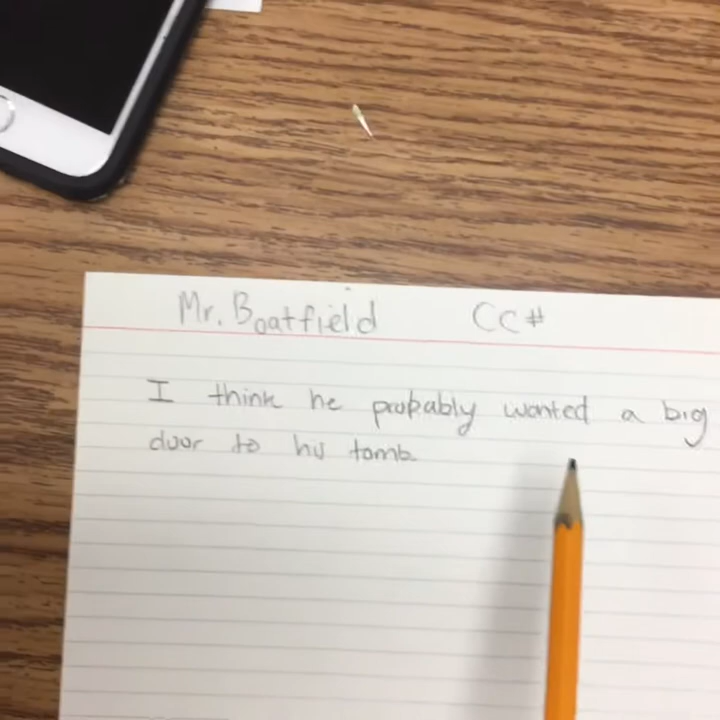 Mr. Boatfield CC#
I think he probably wanted a big
door to his tomb